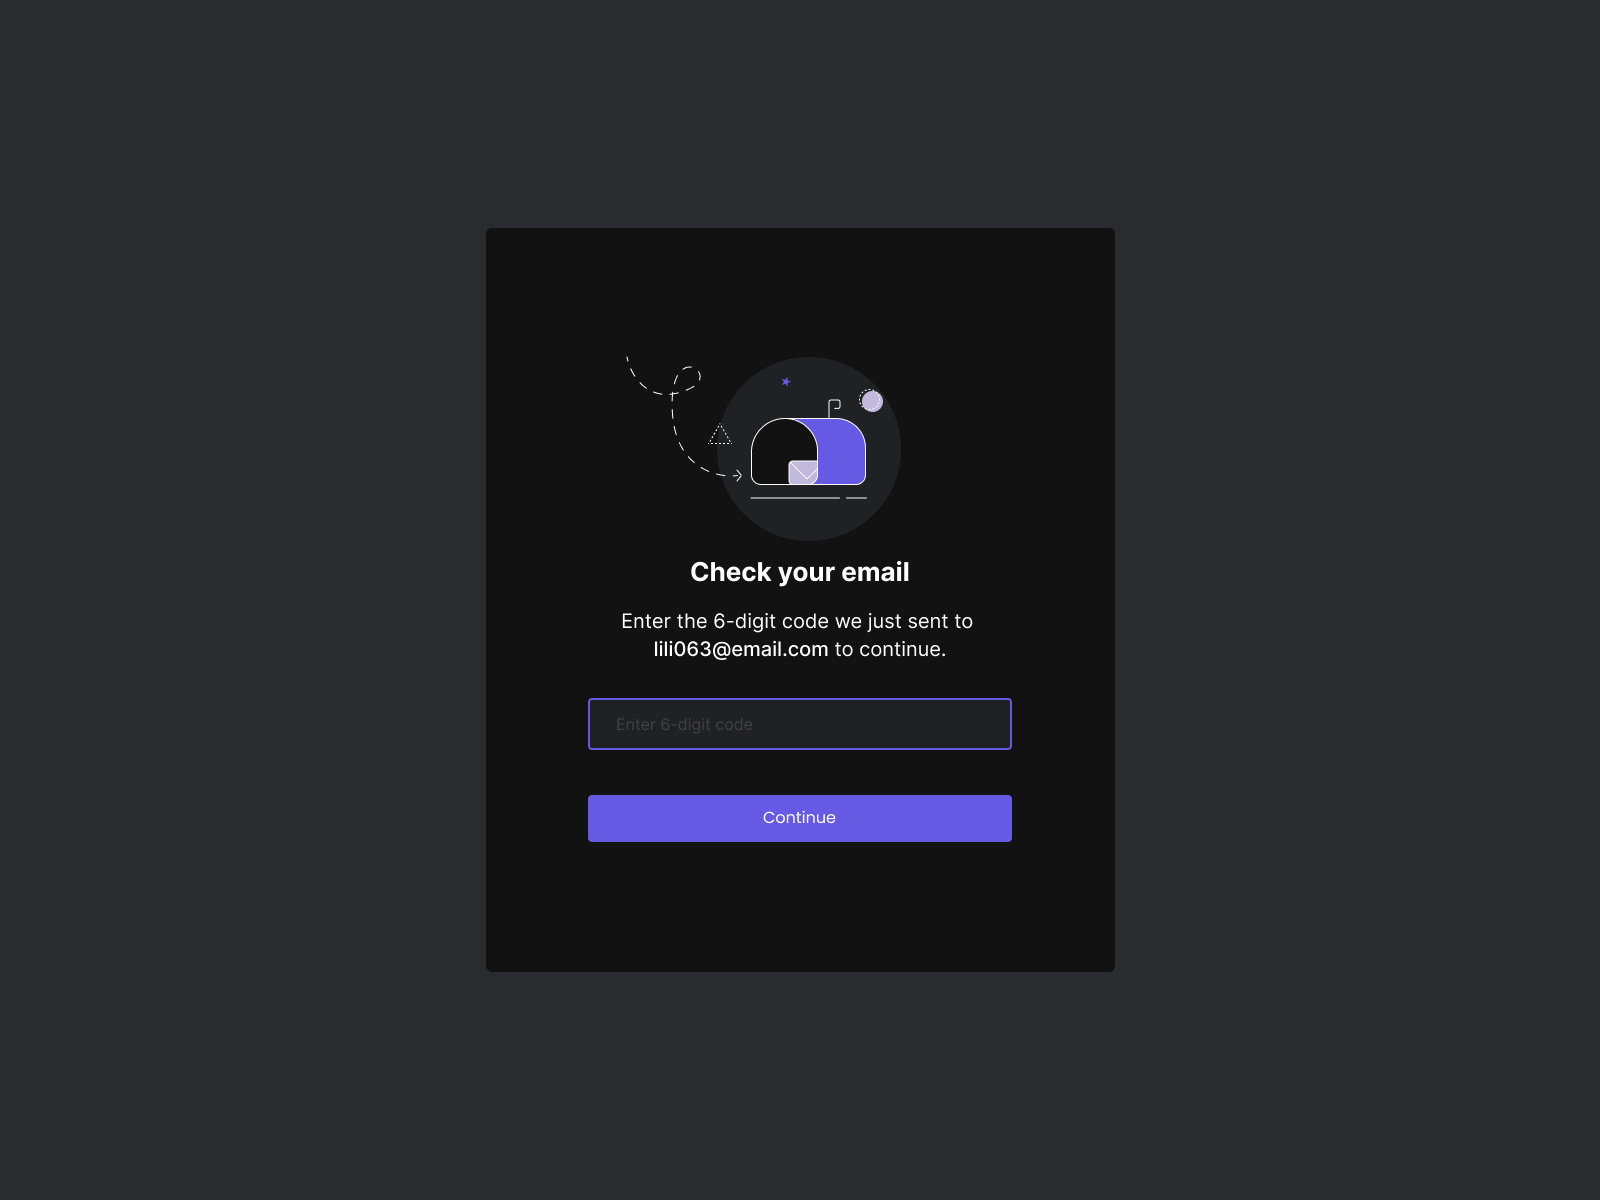 Check your email
Enter the 6-digit code we just sent to
lili063@email.com to continue.
Enter 6-digit code
Continue